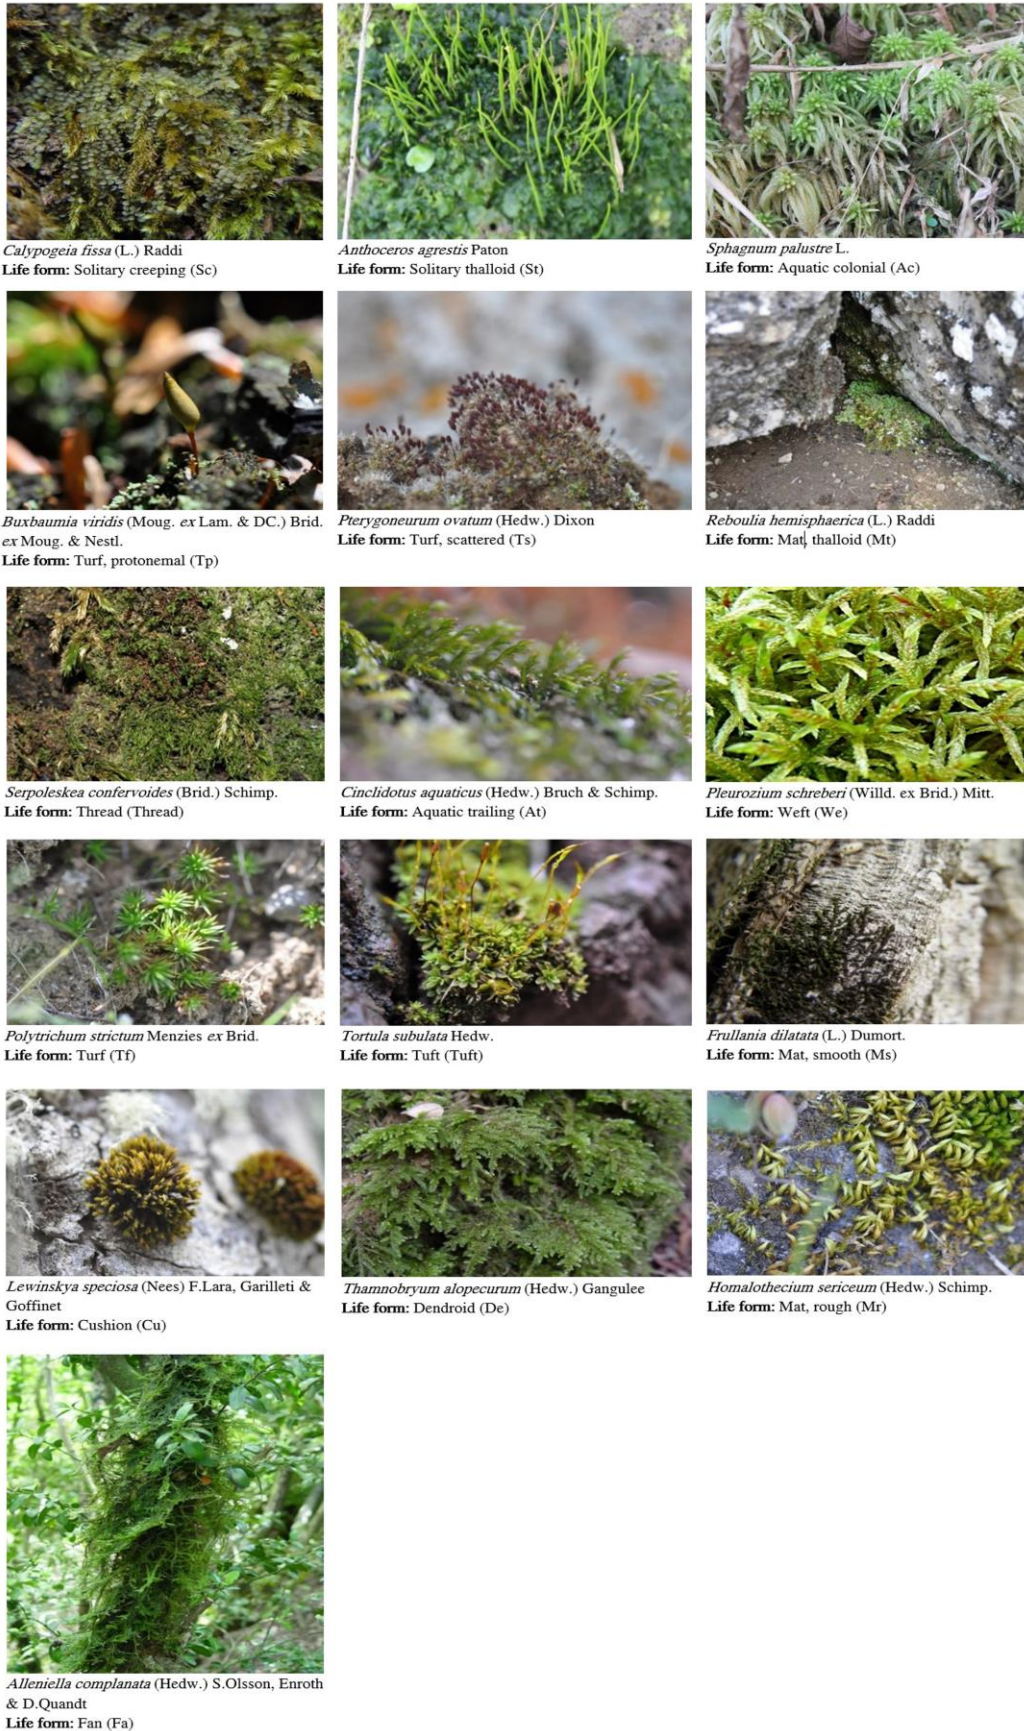 Calypogeia fissa (L.) Raddi
Life form: Solitary creeping (Sc)
Anthoceros agrestis Paton
Life form: Solitary thalloid (St)
Sphagnum palustre L.
Life form: Aquatic colonial (Ac)
Buxbaumia viridis (Moug. ex Lam. & DC.) Brid.
ex Moug. & Nestl.
Life form: Turf, protonemal (Tp)
Pterygoneurum ovatum (Hedw.) Dixon
Life form: Turf, scattered (Ts)
Reboulia hemisphaerica (L.) Raddi
Life form: Mat, thalloid (Mt)
Serpoleskea confervoides (Brid.) Schimp.
Life form: Thread (Thread)
Cinclidotus aquaticus (Hedw.) Bruch & Schimp.
Life form: Aquatic trailing (At)
Pleurozium schreberi (Willd. ex Brid.) Mitt.
Life form: Weft (We)
Polytrichum strictum Menzies ex Brid.
Life form: Turf (Tf)
Tortula subulata Hedw.
Life form: Tuft (Tuft)
Frullania dilatata (L.) Dumort.
Life form: Mat, smooth (Ms)
Lewinskya speciosa (Nees) F.Lara, Garilleti &
Goffinet
Life form: Cushion (Cu)
Thamnobryum alopecurum (Hedw.) Gangulee
Life form: Dendroid (De)
Homalothecium sericeum (Hedw.) Schimp.
Life form: Mat, rough (Mr)
Alleniella complanata (Hedw.) S.Olsson, Enroth
& D.Quandt
Life form: Fan (Fa)